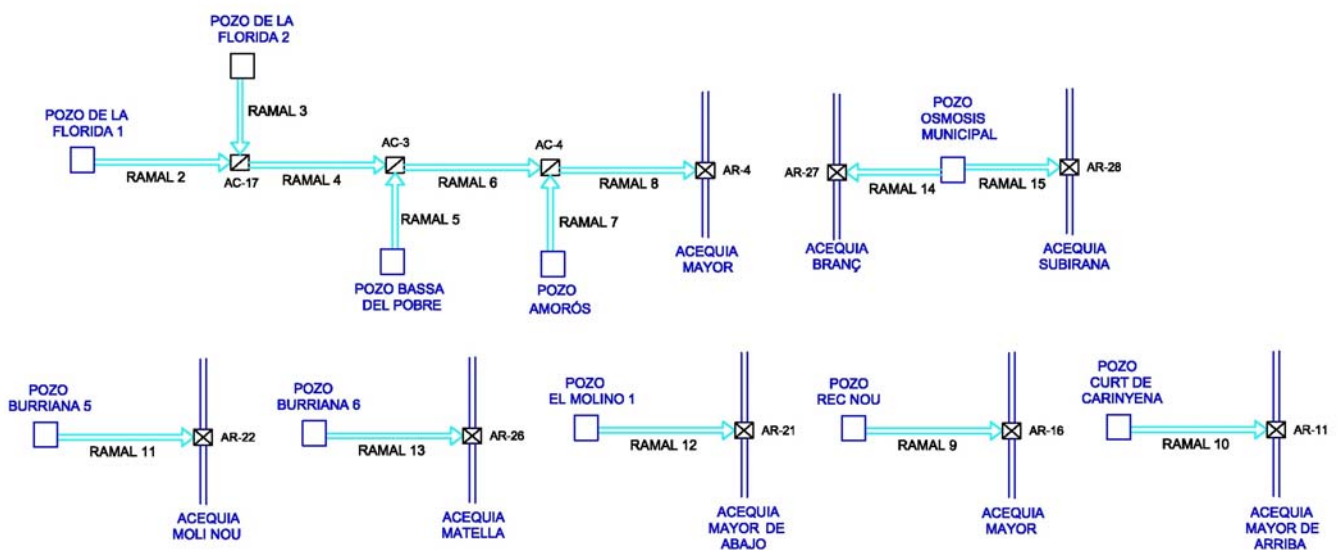 POZO DE LA
FLORIDA 2
RAMAL 3
POZO DE LA
FLORIDA 1
RAMAL 2
AC-17
RAMAL 4
AC-3
RAMAL 6
RAMAL 5
POZO BASSA
DEL POBRE
AC-4
RAMAL 8
RAMAL 7
POZO
AMORÓS
AR-4
ACEQUIA
MAYOR
POZO
OSMOSIS
MUNICIPAL
AR-27
RAMAL 14
RAMAL 15
AR-28
ACEQUIA
BRANÇ
ACEQUIA
SUBIRANA
POZO
BURRIANA 5
RAMAL 11
AR-22
ACEQUIA
MOLI NOU
POZO
BURRIANA 6
RAMAL 13
AR-26
ACEQUIA
MATELLA
POZO
EL MOLINO 1
RAMAL 12
AR-21
ACEQUIA
MAYOR DE
ABAJO
POZO
REC NOU
RAMAL 9
AR-16
ACEQUIA
MAYOR
POZO
CURT DE
CARINYENA
RAMAL 10
AR-11
ACEQUIA
MAYOR DE
ARRIBA